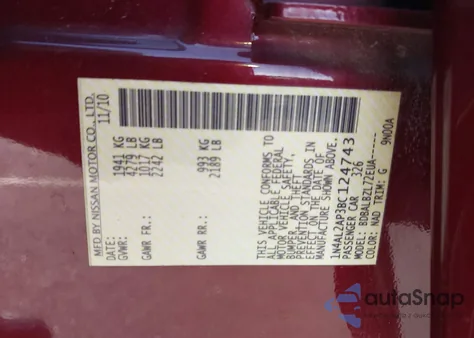 MFD BY NISSAN MOTOR CO., LTD.
11/10
GVWR: 1941 KG
4279 LB
GAWR FR.: 1017 KG
2242 LB
GAWR RR.: 993 KG
2189 LB
THIS VEHICLE CONFORMS TO
ALL APPLICABLE FEDERAL
MOTOR VEHICLE SAFETY,
BUMPER, AND THEFT
PREVENTION STANDARDS IN
EFFECT ON THE DATE OF
MANUFACTURE SHOWN ABOVE.
1N4AL2AP3BC124743
PASSENGER CAR 326
MODEL: BDBALBZL7ZEUA-----
COLOR: NAD TRIM: G 9N00A
autaSnap